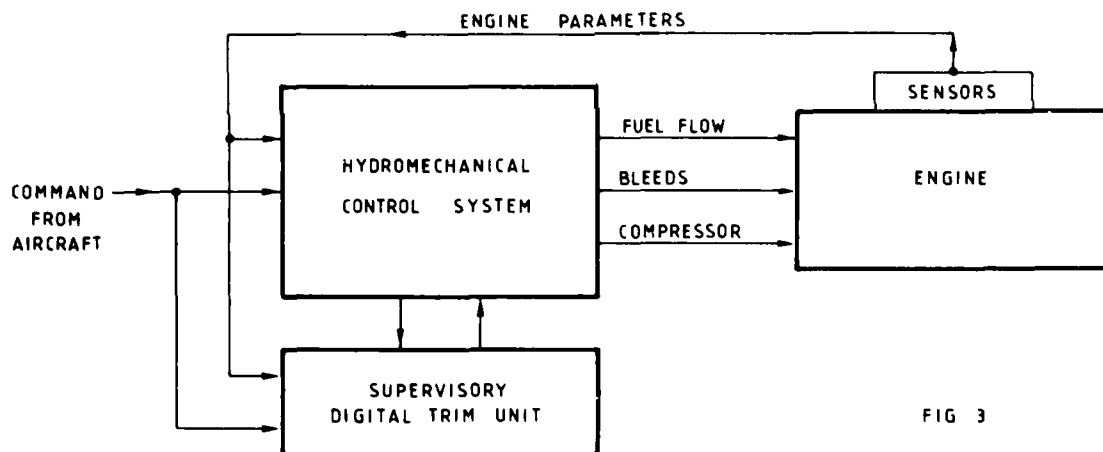 ENGINE PARAMETERS
SENSORS
FUEL FLOW
HYDROMECHANICAL
CONTROL SYSTEM
ENGINE
BLEEDS
COMMAND
FROM
AIRCRAFT
COMPRESSOR
SUPERVISORY
DIGITAL TRIM UNIT
FIG 3